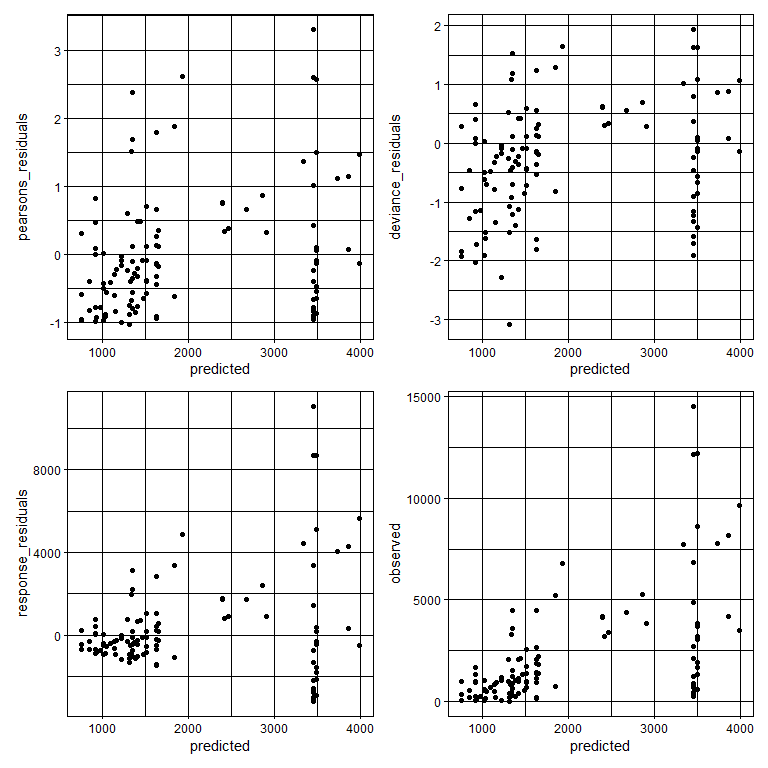 pearsons_residuals
3
2
1
0
-1
1000 2000 3000 4000
predicted
deviance_residuals
2
1
0
-1
-2
-3
1000 2000 3000 4000
predicted
response_residuals
8000
4000
0
1000 2000 3000 4000
predicted
observed
15000
10000
5000
0
1000 2000 3000 4000
predicted